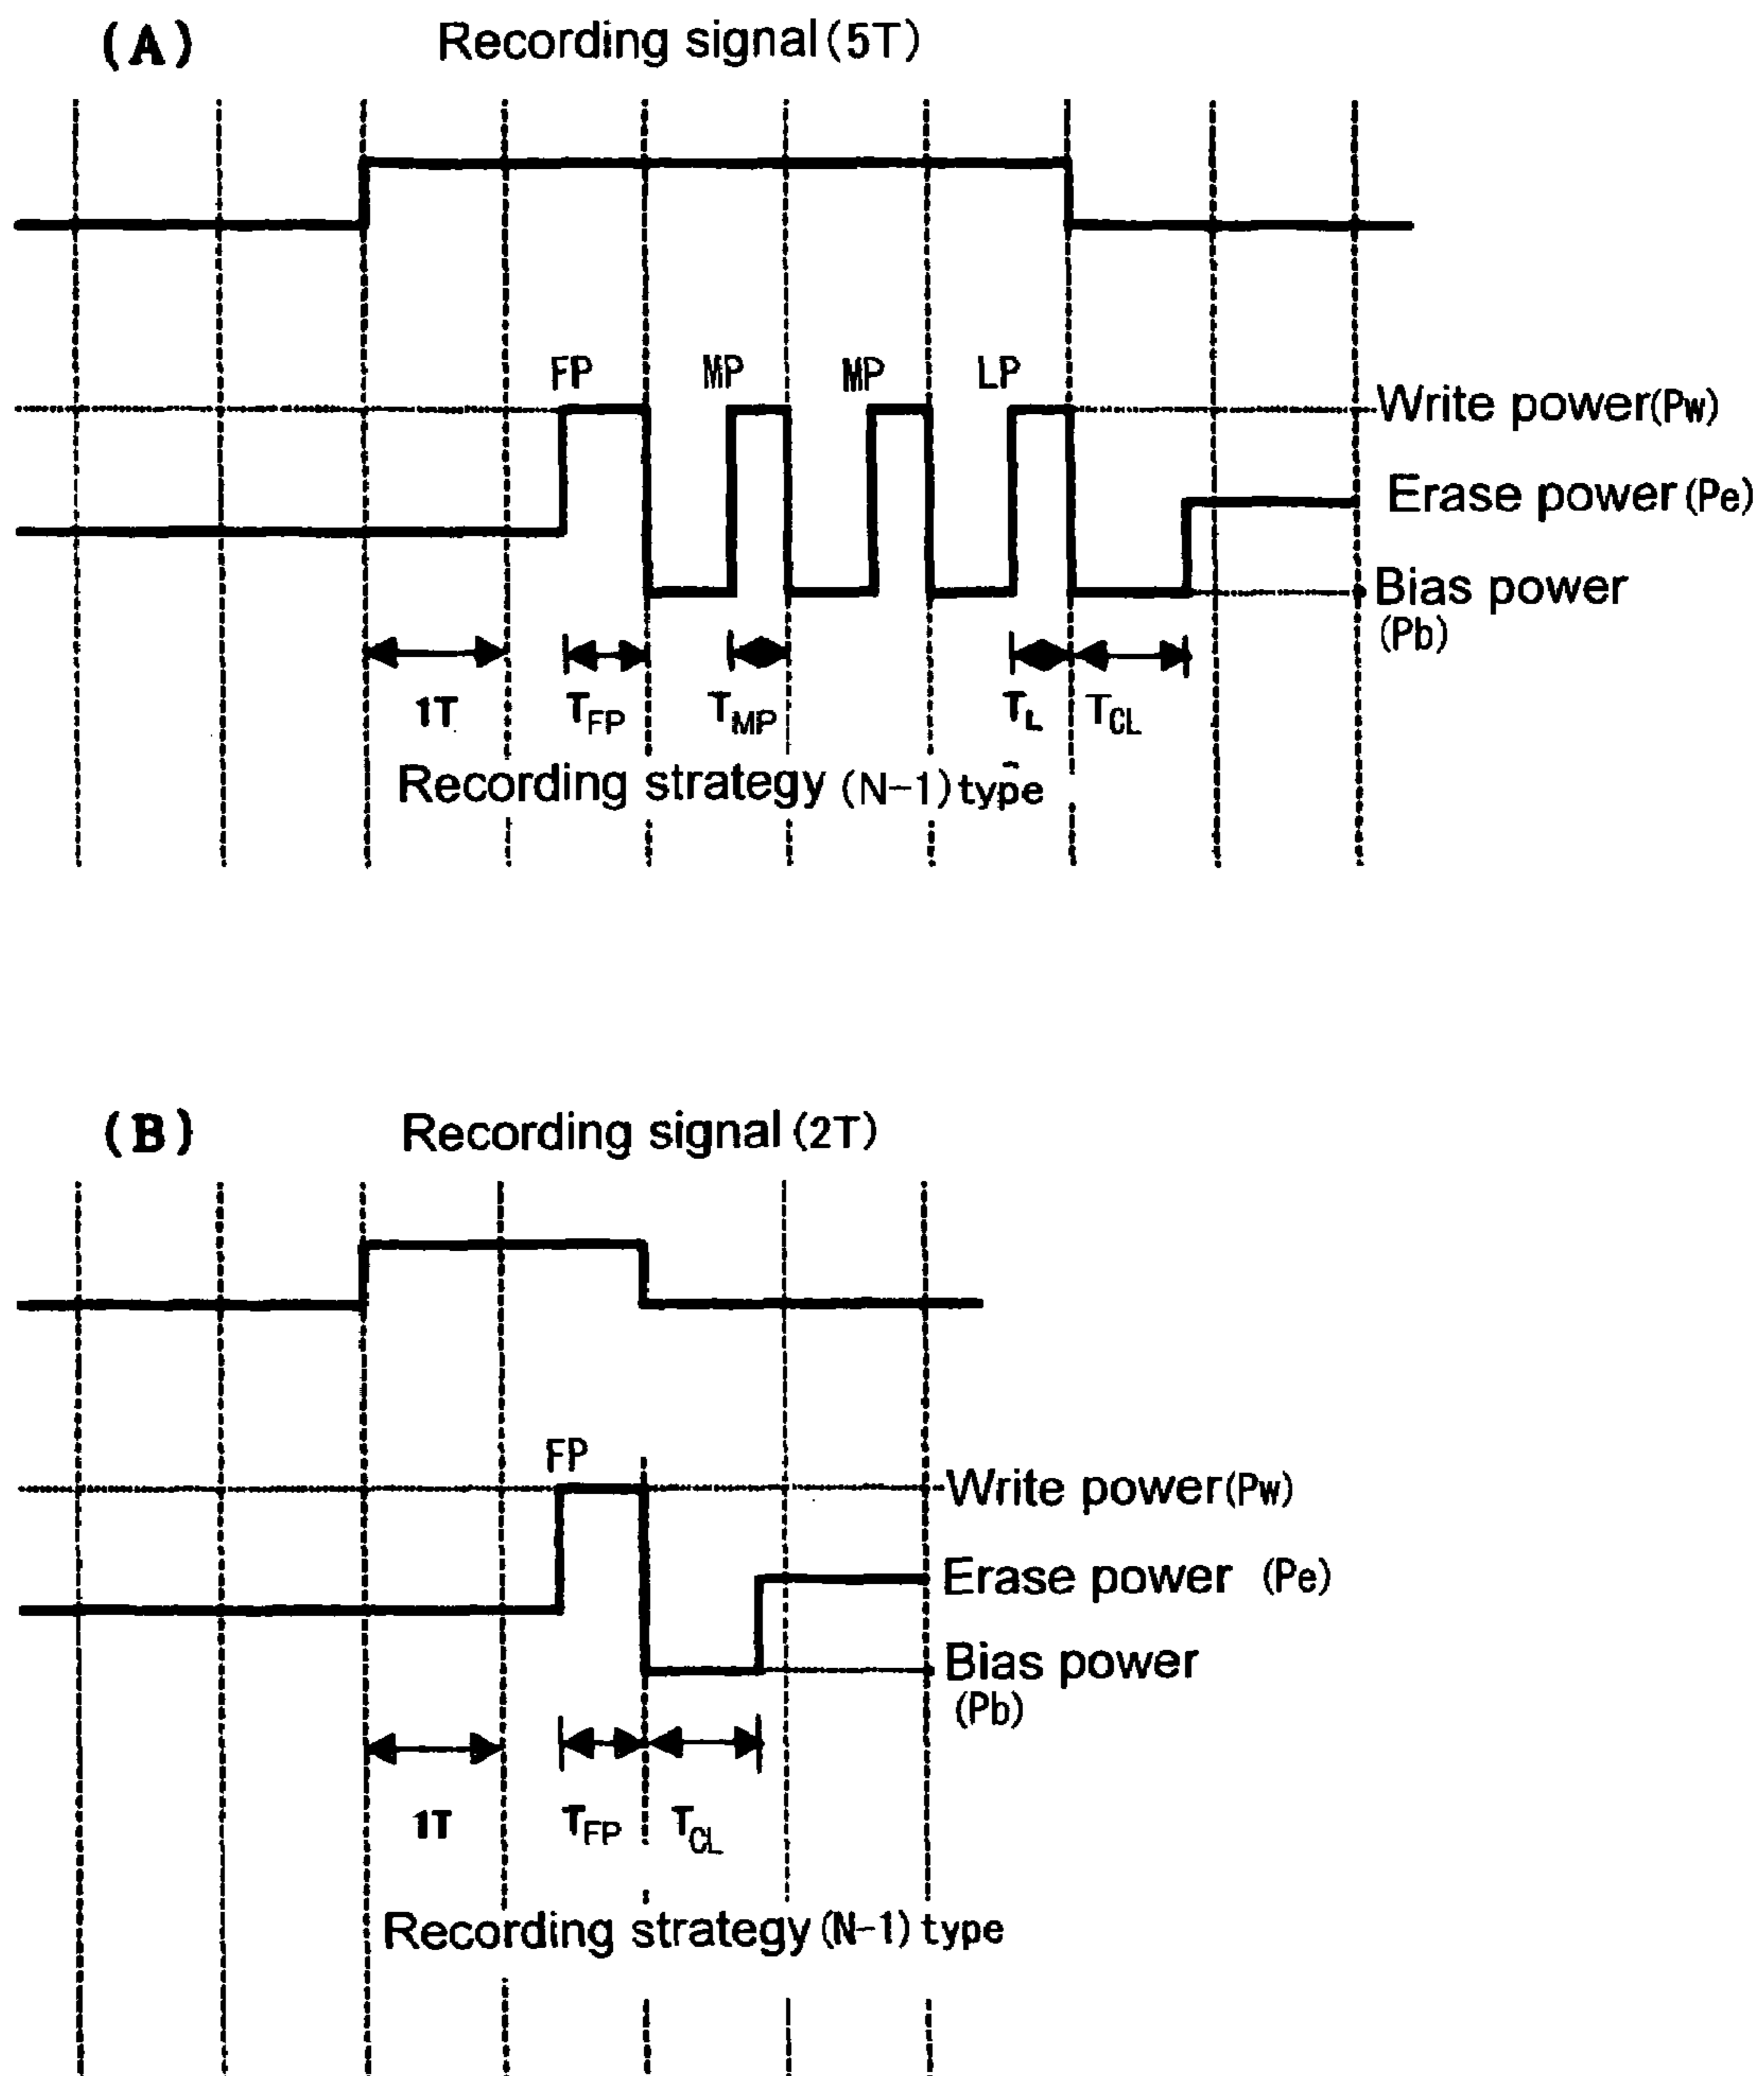 (A) Recording signal (5T)
FP MP MP LP
Write power(Pw)
Erase power (Pe)
Bias power
(Pb)
1T TFP TMP TL TCL
Recording strategy (N-1) type
(B) Recording signal (2T)
FP
Write power(Pw)
Erase power (Pe)
Bias power
(Pb)
1T TFP TCL
Recording strategy (N-1) type